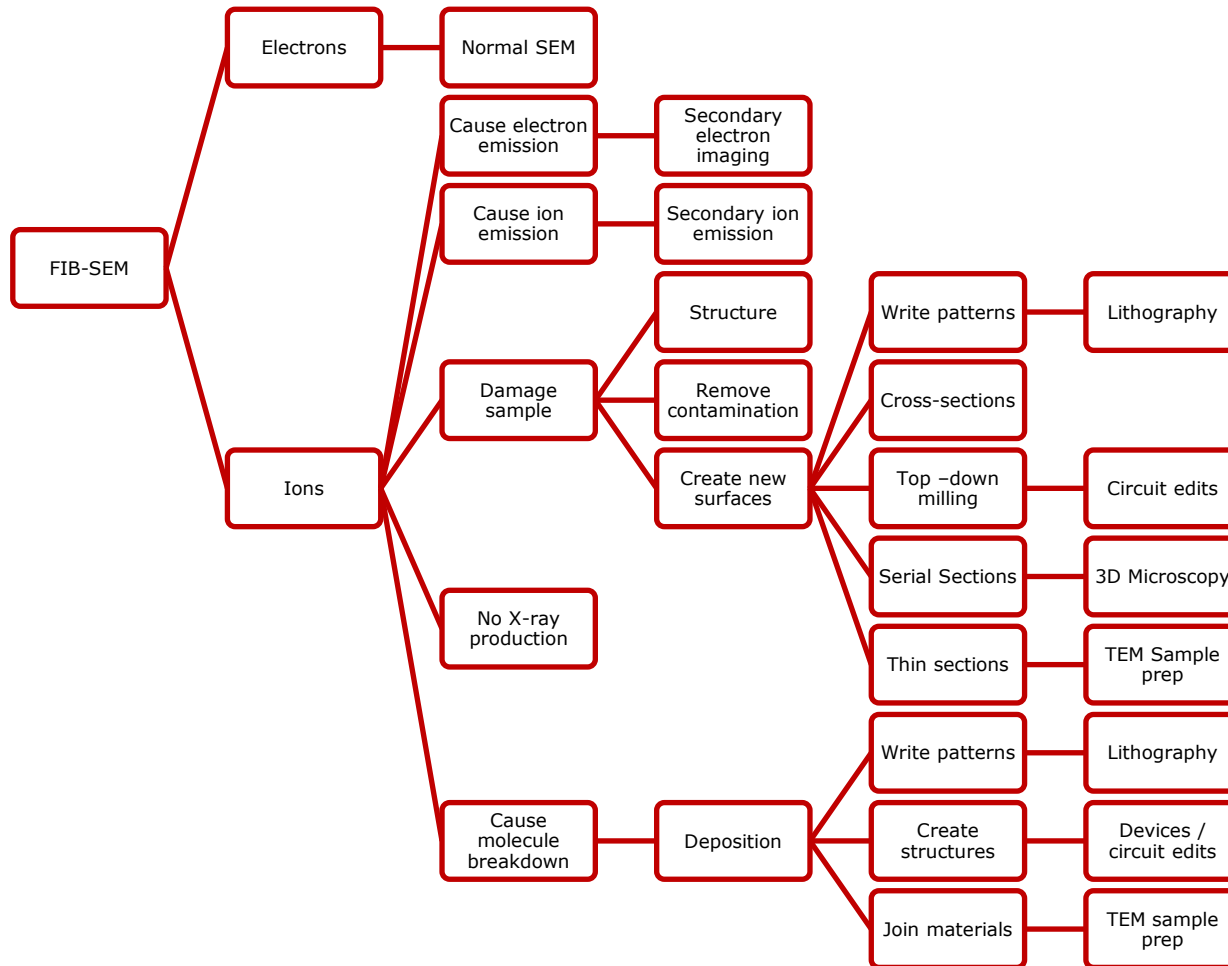 Electrons
Normal SEM
Cause electron
emission
Secondary
electron
imaging
Cause ion
emission
Secondary ion
emission
FIB-SEM
Structure
Write patterns
Lithography
Damage
sample
Remove
contamination
Cross-sections
Ions
Create new
surfaces
Top –down
milling
Circuit edits
Serial Sections
3D Microscopy
No X-ray
production
Thin sections
TEM Sample
prep
Write patterns
Lithography
Cause
molecule
breakdown
Deposition
Create
structures
Devices /
circuit edits
Join materials
TEM sample
prep